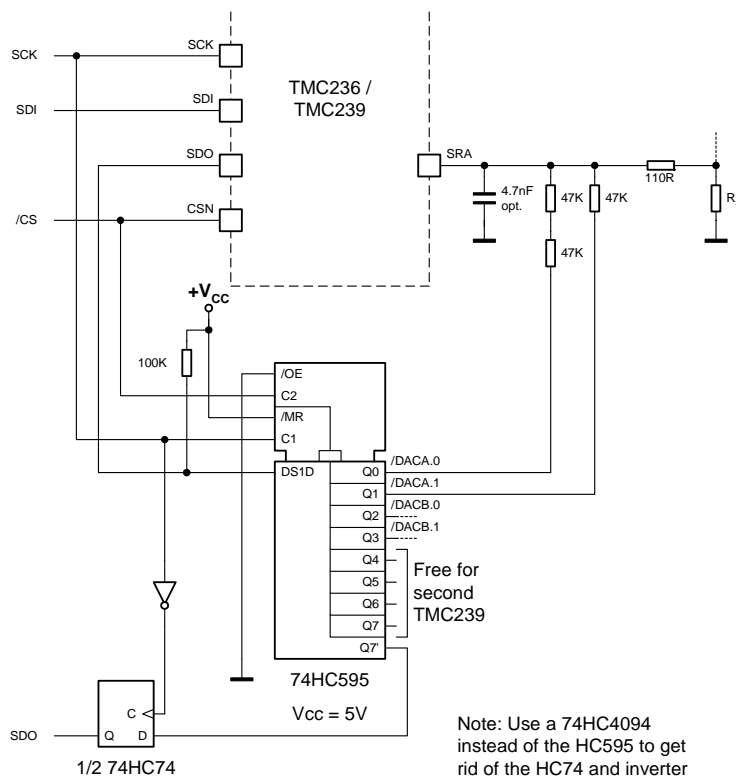 SCK
SCK
TMC236 /
TMC239
SDI
SDI
SDO
SRA
110R
4.7nF
opt.
47K
47K
R
/CS
CSN
47K
+VCC
100K
/OE
C2
/MR
C1
DS1D
Q0
/DACA.0
Q1
/DACA.1
Q2
/DACB.0
Q3
/DACB.1
Q4
Q5
Q6
Q7
Q7'
Free for
second
TMC239
74HC595
Vcc = 5V
C
SDO
Q
D
1/2 74HC74
Note: Use a 74HC4094
instead of the HC595 to get
rid of the HC74 and inverter